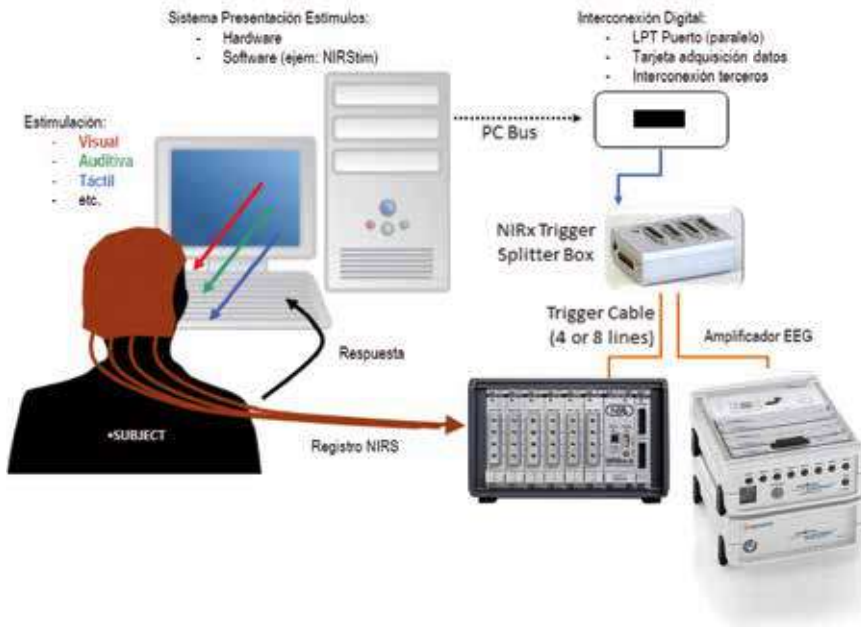 Sistema Presentación Estimulos:
- Hardware
- Software (ejem: NIRStim)
Interconexión Digital:
- LPT Puerto (paralelo)
- Tarjeta adquisición datos
- Interconexión terceros
Estimulación:
- Visual
- Auditiva
- Táctil
- etc.
PC Bus
NIRx Trigger
Splitter Box
Trigger Cable
(4 or 8 lines)
Amplificador EEG
Respuesta
•SUBJECT
Registro NIRS